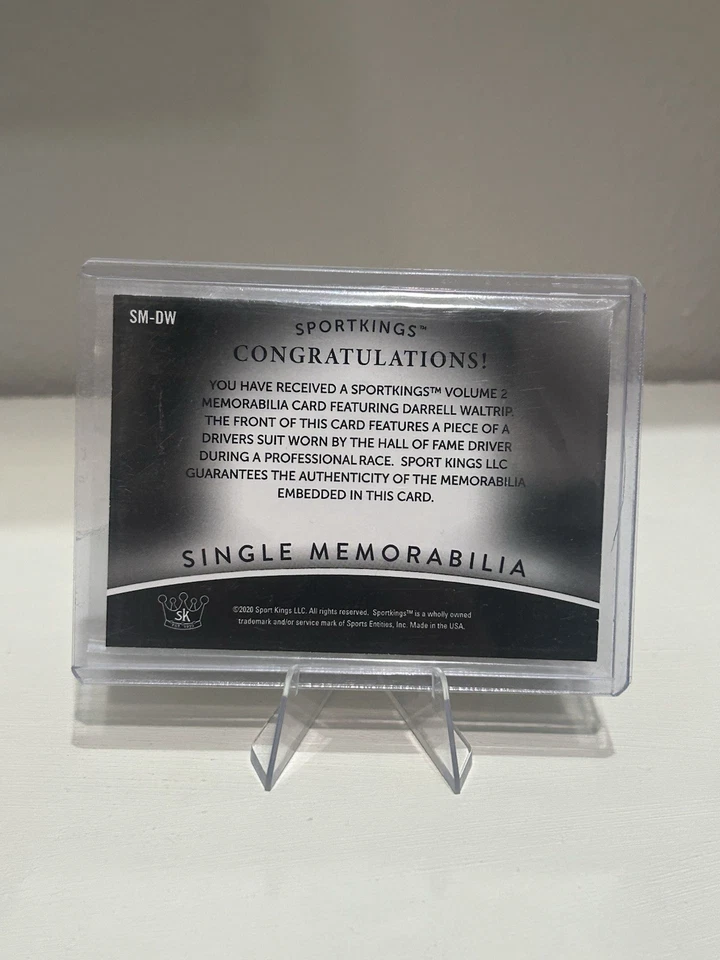 SM-DW
SPORTKINGS™
CONGRATULATIONS!
YOU HAVE RECEIVED A SPORTKINGS™ VOLUME 2
MEMORABILIA CARD FEATURING DARRELL WALTRIP.
THE FRONT OF THIS CARD FEATURES A PIECE OF A
DRIVERS SUIT WORN BY THE HALL OF FAME DRIVER
DURING A PROFESSIONAL RACE. SPORT KINGS LLC
GUARANTEES THE AUTHENTICITY OF THE MEMORABILIA
EMBEDDED IN THIS CARD.
SINGLE MEMORABILIA
sk
©2020 Sport Kings LLC. All rights reserved. Sportkings™ is a wholly owned
trademark and/or service mark of Sports Entities, Inc. Made in the USA.